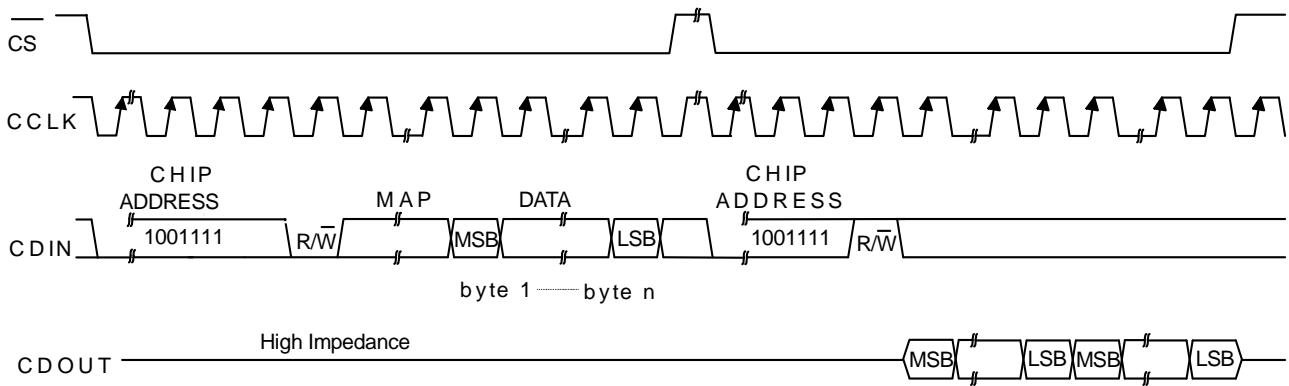 CS
CCLK
CHIP
ADDRESS
MAP
DATA
CHIP
ADDRESS
CDIN
1001111
R/W
MSB
LSB
1001111
R/W
byte 1 byte n
High Impedance
CDOUT
MSB
LSB
MSB
LSB